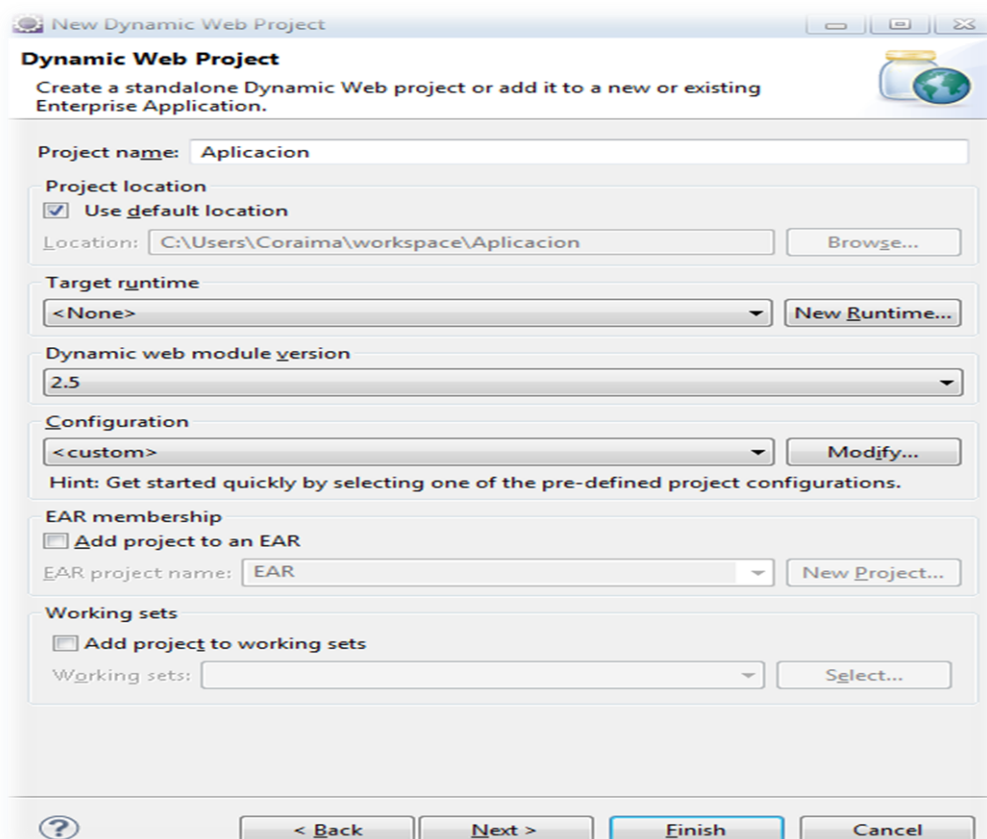 New Dynamic Web Project
Dynamic Web Project
Create a standalone Dynamic Web project or add it to a new or existing
Enterprise Application.
Project name: Aplicacion
Project location
Use default location
Location: C:\Users\Coraima\workspace\Aplicacion Browse...
Target runtime
<None> New Runtime...
Dynamic web module version
2.5
Configuration
<custom> Modify...
Hint: Get started quickly by selecting one of the pre-defined project configurations.
EAR membership
Add project to an EAR
EAR project name: EAR New Project...
Working sets
Add project to working sets
Working sets: Select...
? < Back Next > Finish Cancel